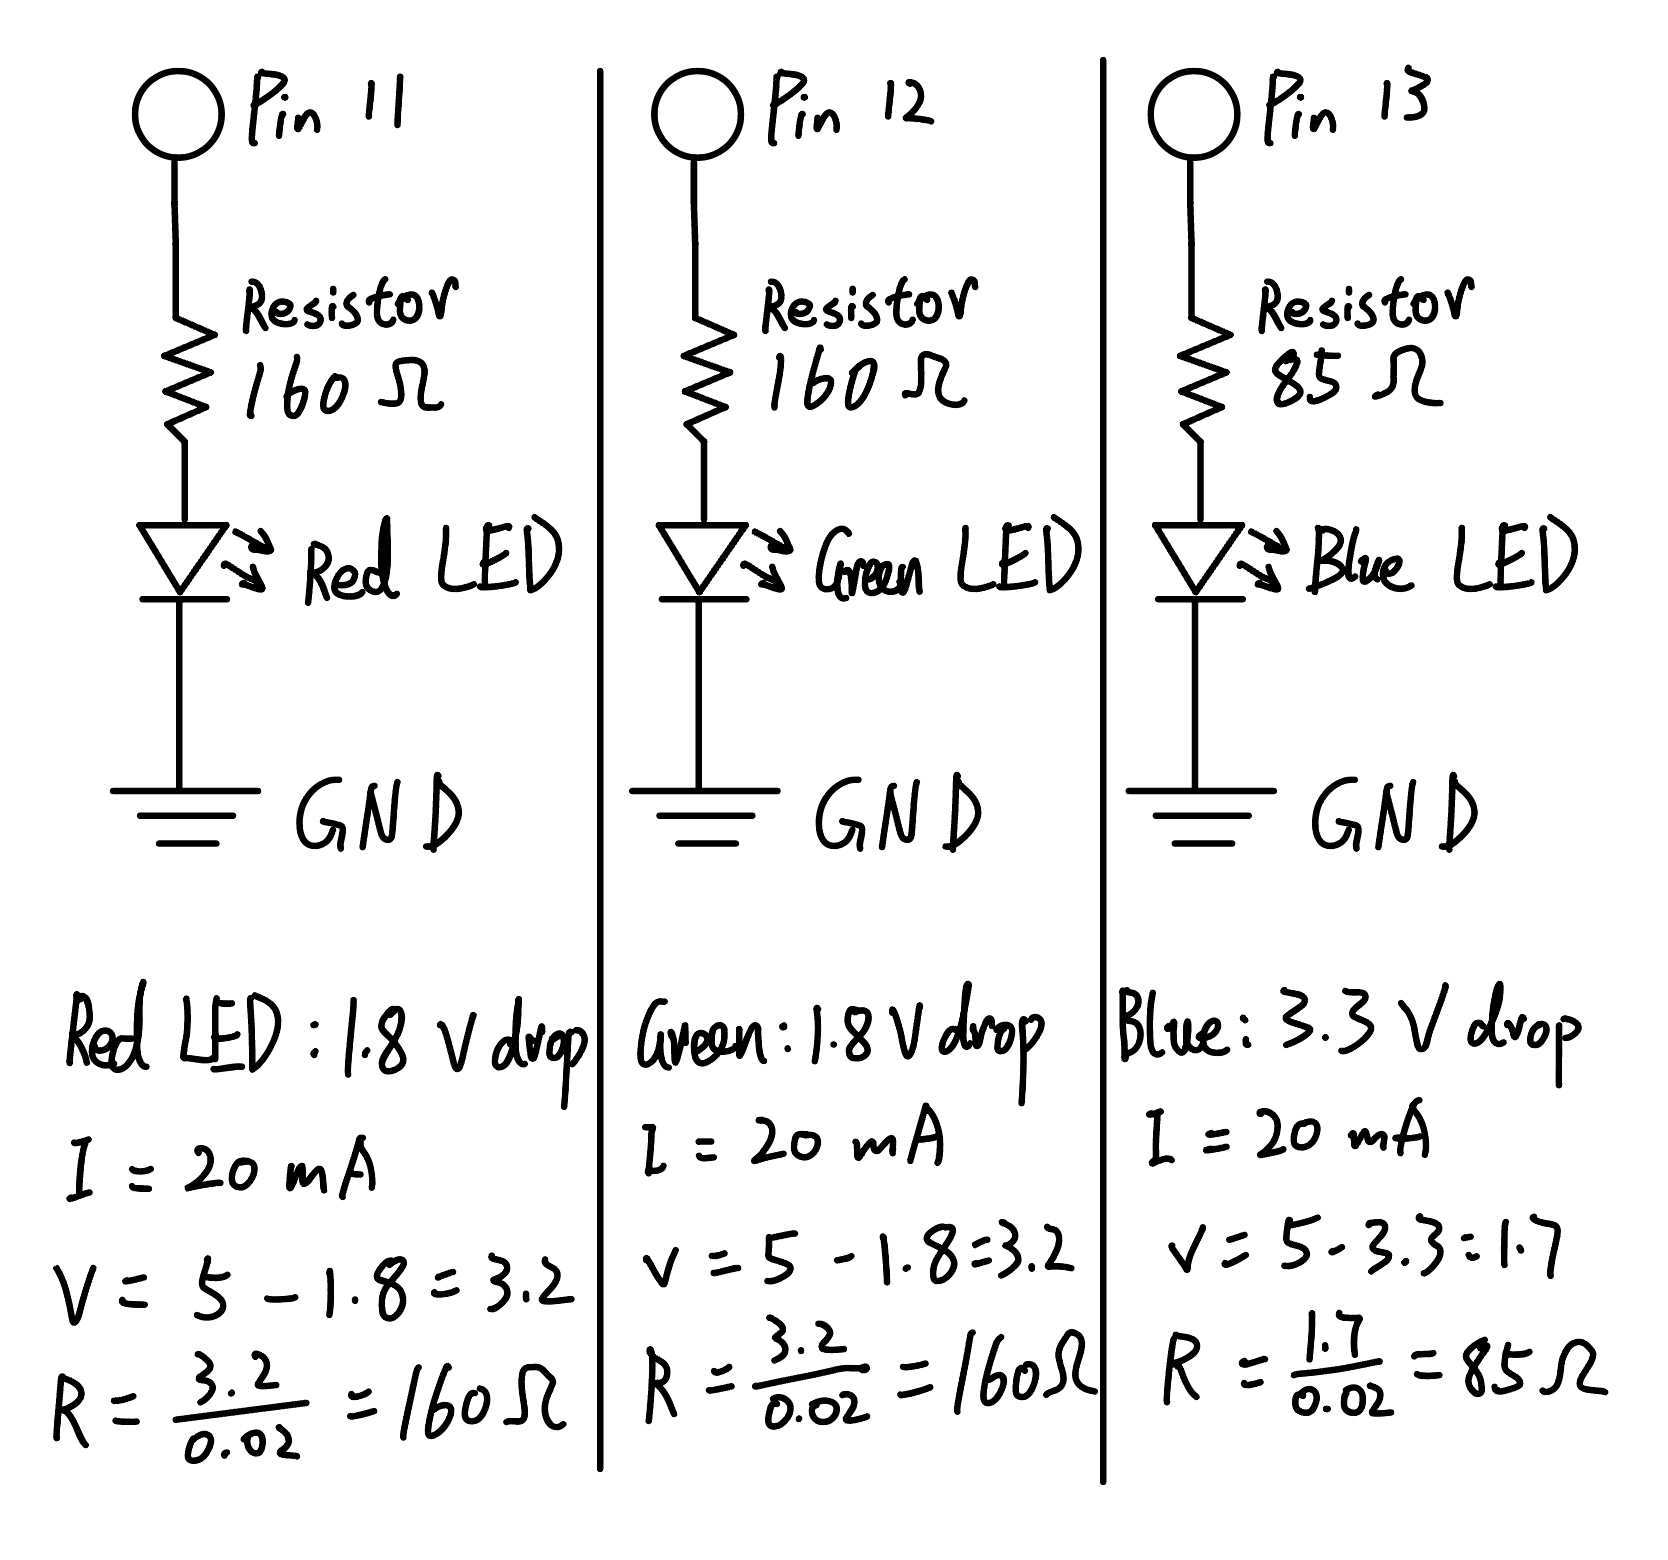 Pin 11
Resistor
160 Ω
Red LED
GND
Red LED : 1.8 V drop
I = 20 mA
V = 5 - 1.8 = 3.2
R = 3.2 / 0.02 = 160 Ω
Pin 12
Resistor
160 Ω
Green LED
GND
Green : 1.8 V drop
I = 20 mA
V = 5 - 1.8 = 3.2
R = 3.2 / 0.02 = 160 Ω
Pin 13
Resistor
85 Ω
Blue LED
GND
Blue : 3.3 V drop
I = 20 mA
V = 5 - 3.3 = 1.7
R = 1.7 / 0.02 = 85 Ω